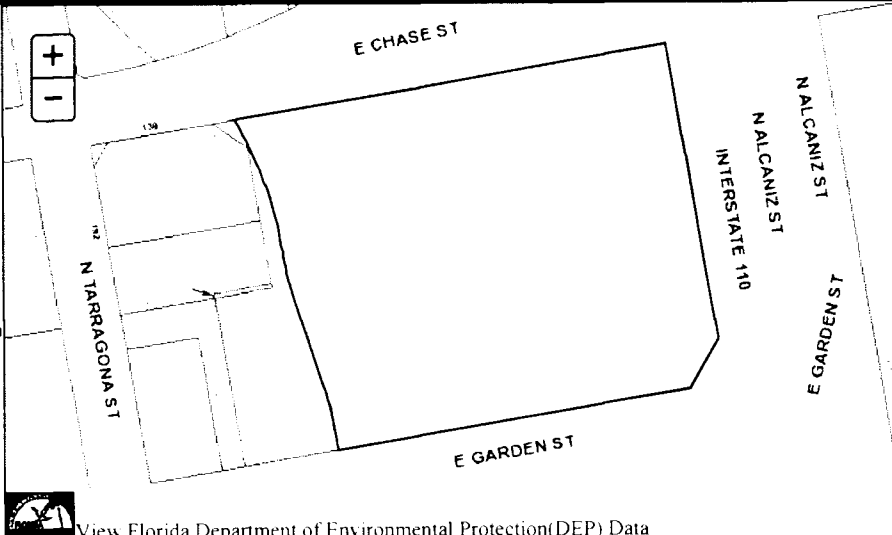 +
−
E CHASE ST
N ALCANIZ ST
N ALCANIZ ST
INTERSTATE 110
192
N TARRAGONA ST
E GARDEN ST
E GARDEN ST
View Florida Department of Environmental Protection(DEP) Data